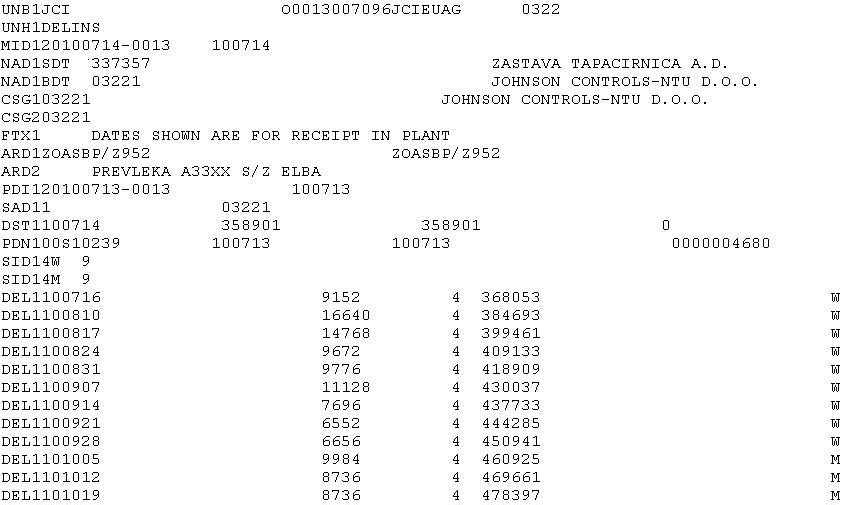 UNB1JCI                     O0013007096JCIEUAG      0322
UNH1DELINS
MID120100714-0013    100714
NAD1SDT  337357                                  ZASTAVA TAPACIRNICA A.D.
NAD1BDT  03221                                   JOHNSON CONTROLS-NTU D.O.O.
CSG103221                                   JOHNSON CONTROLS-NTU D.O.O.
CSG203221
FTX1     DATES SHOWN ARE FOR RECEIPT IN PLANT
ARD1ZOASBP/Z952                        ZOASBP/Z952
ARD2     PREVLEKA A33XX S/Z ELBA
PDI120100713-0013            100713
SAD11                 03221
DST1100714            358901              358901                  0
PDN100S10239         100713            100713                      0000004680
SID14W  9
SID14M  9
DEL1100716                      9152         4  368053                             W
DEL1100810                      16640        4  384693                             W
DEL1100817                      14768        4  399461                             W
DEL1100824                      9672         4  409133                             W
DEL1100831                      9776         4  418909                             W
DEL1100907                      11128        4  430037                             W
DEL1100914                      7696         4  437733                             W
DEL1100921                      6552         4  444285                             W
DEL1100928                      6656         4  450941                             W
DEL1101005                      9984         4  460925                             M
DEL1101012                      8736         4  469661                             M
DEL1101019                      8736         4  478397                             M